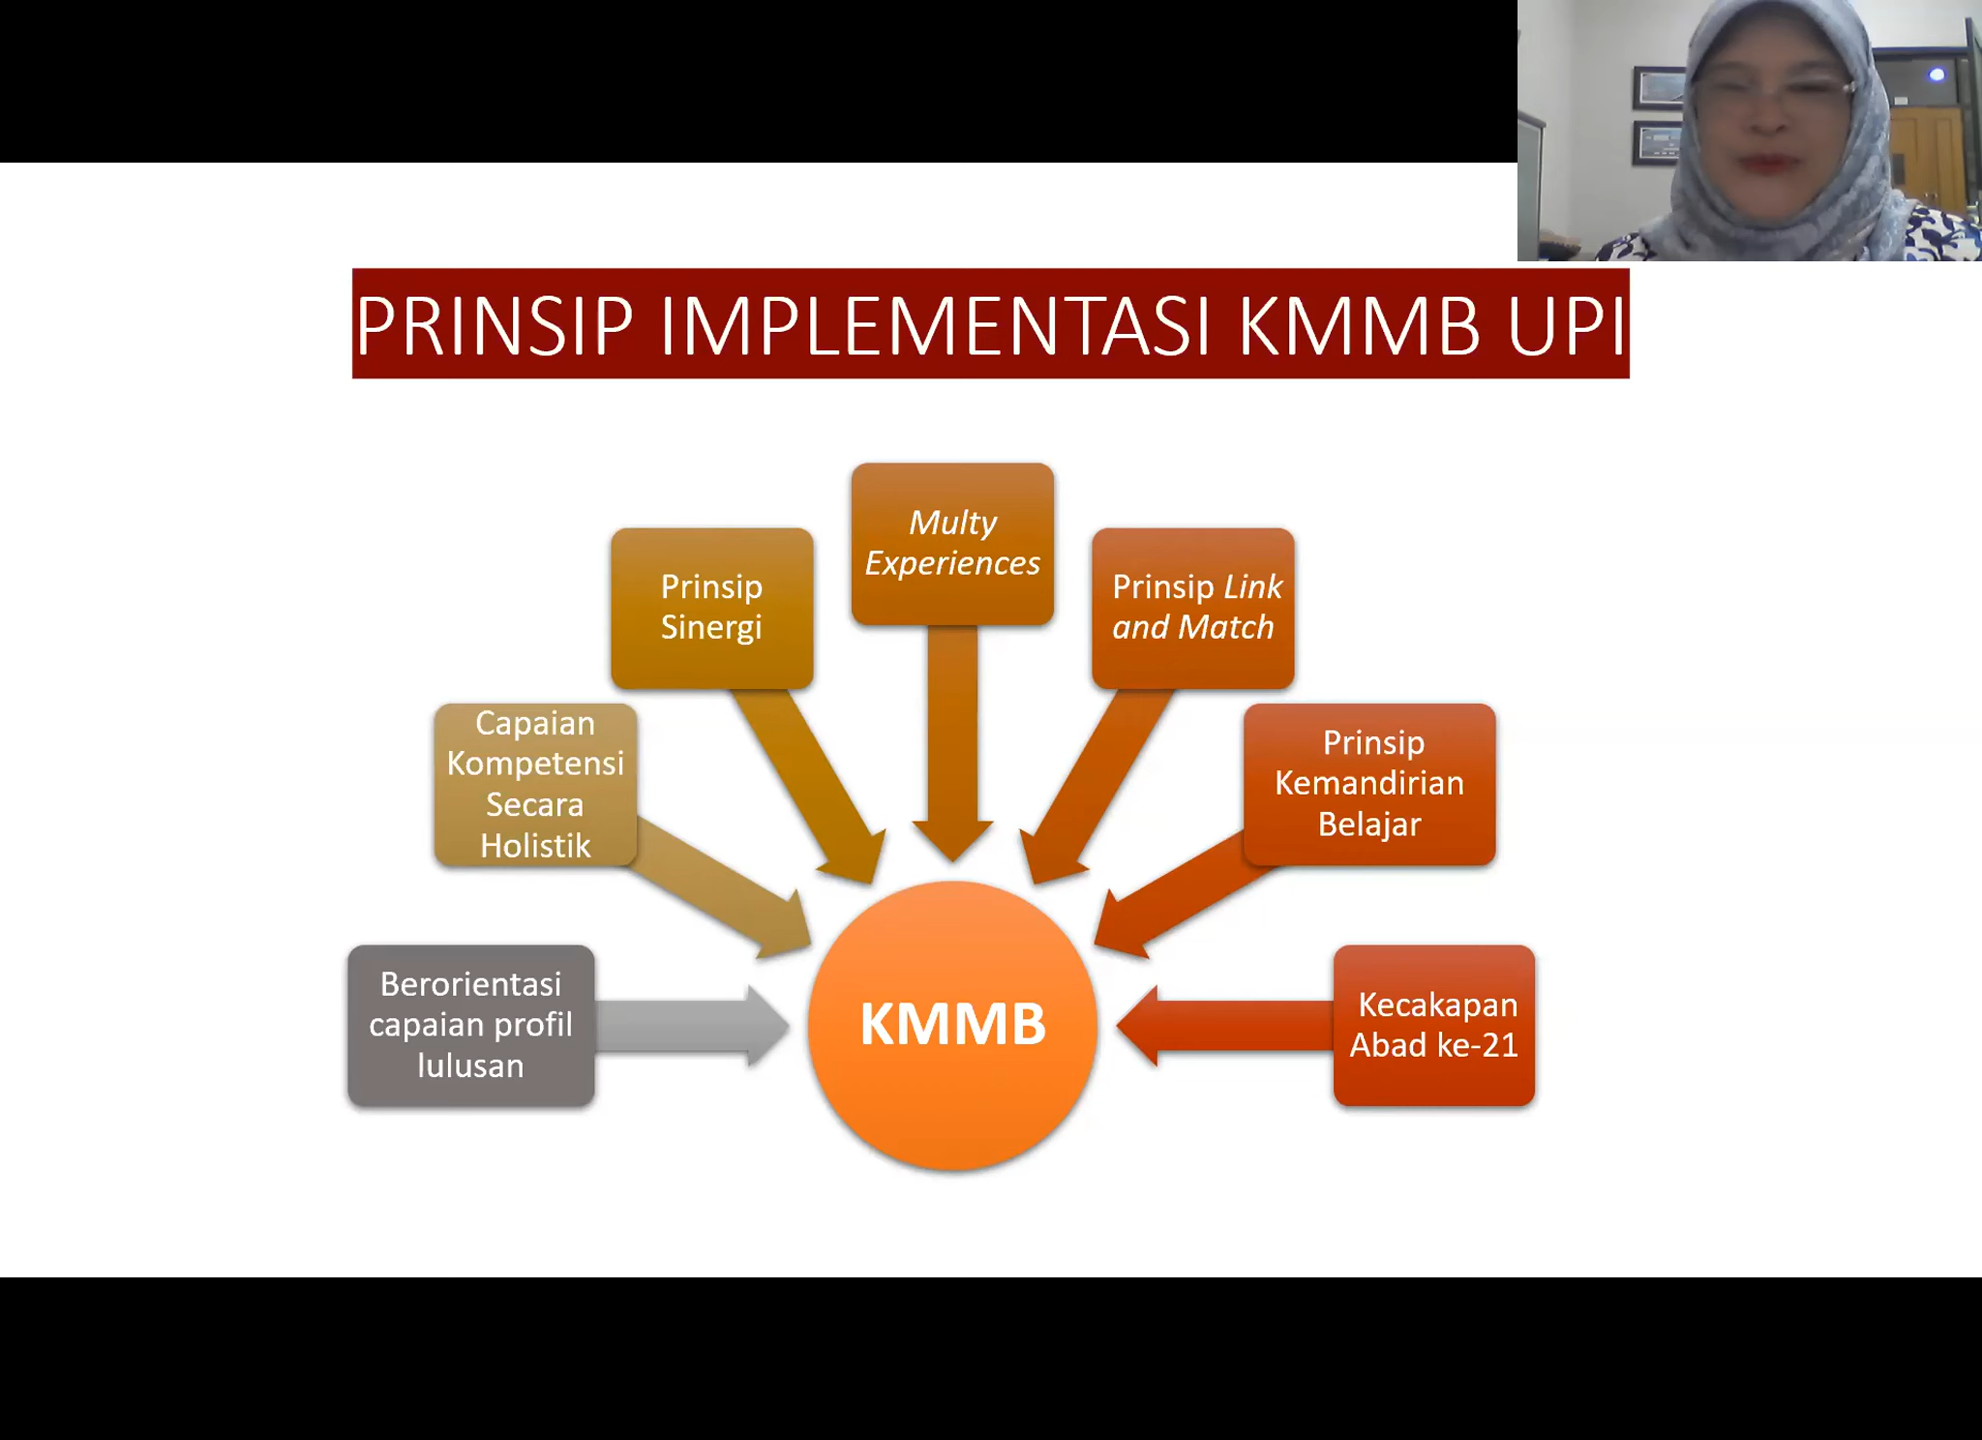 PRINSIP IMPLEMENTASI KMMB UPI
Multy
Experiences
Prinsip
Sinergi
Prinsip Link
and Match
Capaian
Kompetensi
Secara
Holistik
Prinsip
Kemandirian
Belajar
Berorientasi
capaian profil
lulusan
KMMB
Kecakapan
Abad ke-21